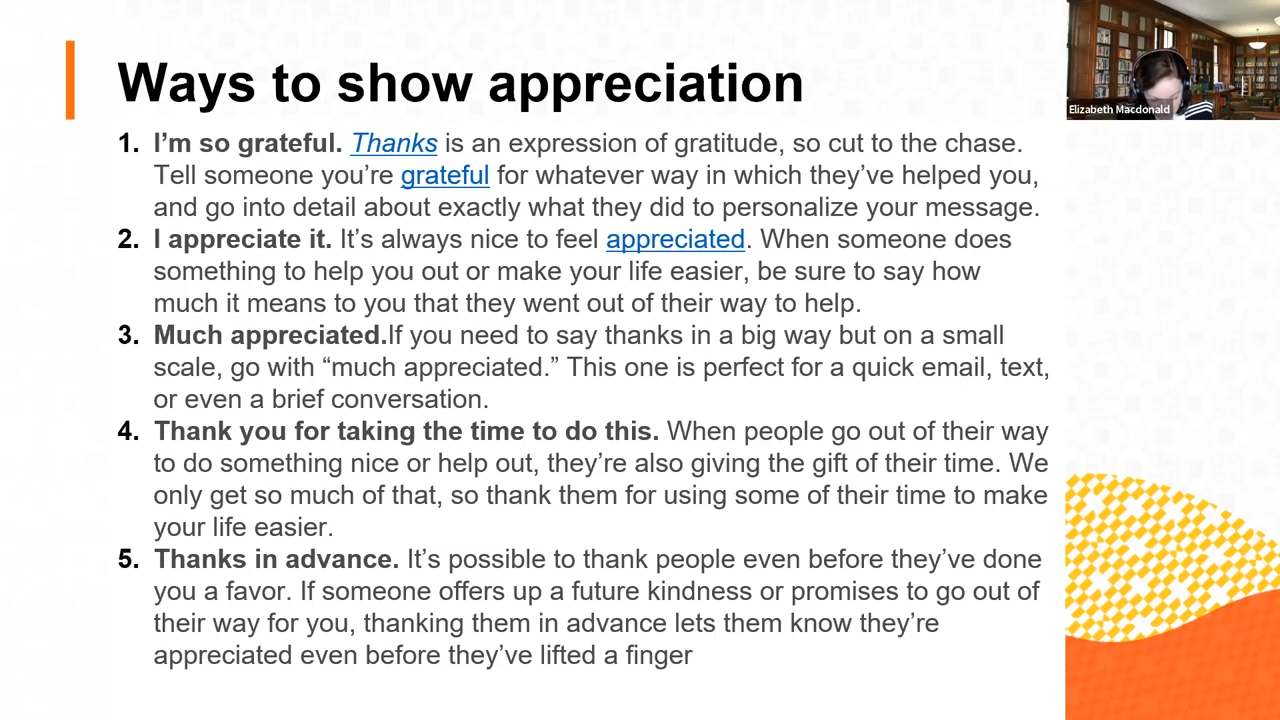 Ways to show appreciation
Elizabeth Macdonald
1. I’m so grateful. Thanks is an expression of gratitude, so cut to the chase.
Tell someone you’re grateful for whatever way in which they’ve helped you,
and go into detail about exactly what they did to personalize your message.
2. I appreciate it. It’s always nice to feel appreciated. When someone does
something to help you out or make your life easier, be sure to say how
much it means to you that they went out of their way to help.
3. Much appreciated.If you need to say thanks in a big way but on a small
scale, go with “much appreciated.” This one is perfect for a quick email, text,
or even a brief conversation.
4. Thank you for taking the time to do this. When people go out of their way
to do something nice or help out, they’re also giving the gift of their time. We
only get so much of that, so thank them for using some of their time to make
your life easier.
5. Thanks in advance. It’s possible to thank people even before they’ve done
you a favor. If someone offers up a future kindness or promises to go out of
their way for you, thanking them in advance lets them know they’re
appreciated even before they’ve lifted a finger